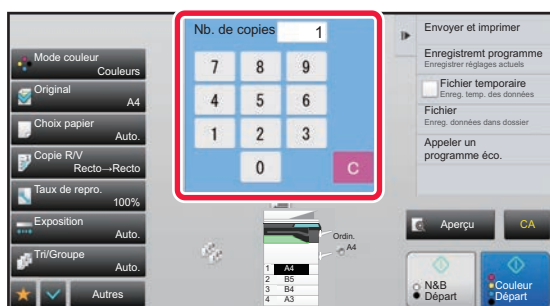 Nb. de copies 1
7 8 9
4 5 6
1 2 3
0 C
Mode couleur
Couleurs
Original
A4
Choix papier
Auto.
Copie R/V
Recto→Recto
Taux de repro.
100%
Exposition
Auto.
Tri/Groupe
Auto.
Autres
Ordin.
A4
1 A4
2 B5
3 B4
4 A3
Envoyer et imprimer
Enregistremt programme
Enregistrer réglages actuels
Fichier temporaire
Enreg. temp. des données
Fichier
Enreg. données dans dossier
Appeler un
programme éco.
Aperçu
CA
N&B
Départ
Couleur
Départ